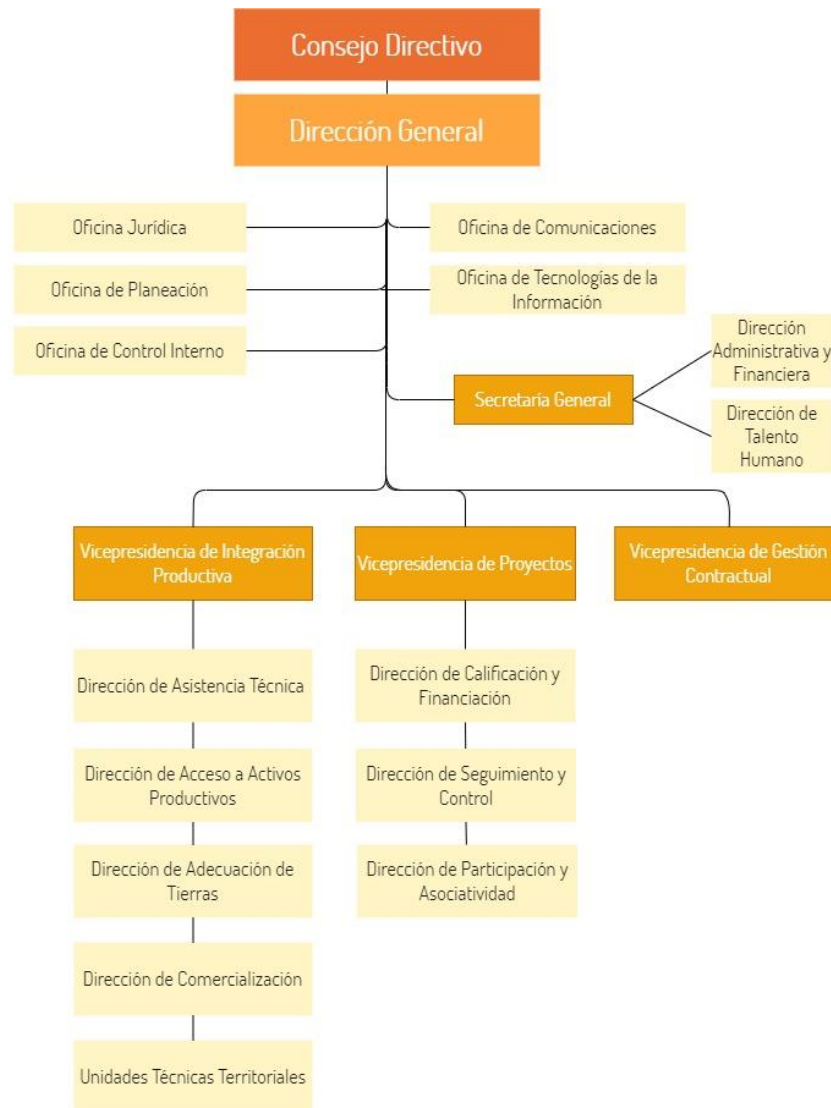 Consejo Directivo
Dirección General
Oficina Jurídica
Oficina de Comunicaciones
Oficina de Planeación
Oficina de Tecnologías de la
Información
Oficina de Control Interno
Dirección
Administrativa y
Financiera
Secretaría General
Dirección de
Talento
Humano
Vicepresidencia de Integración
Productiva
Vicepresidencia de Proyectos
Vicepresidencia de Gestión
Contractual
Dirección de Asistencia Técnica
Dirección de Calificación y
Financiación
Dirección de Acceso a Activos
Productivos
Dirección de Seguimiento y
Control
Dirección de Adecuación de
Tierras
Dirección de Participación y
Asociatividad
Dirección de Comercialización
Unidades Técnicas Territoriales